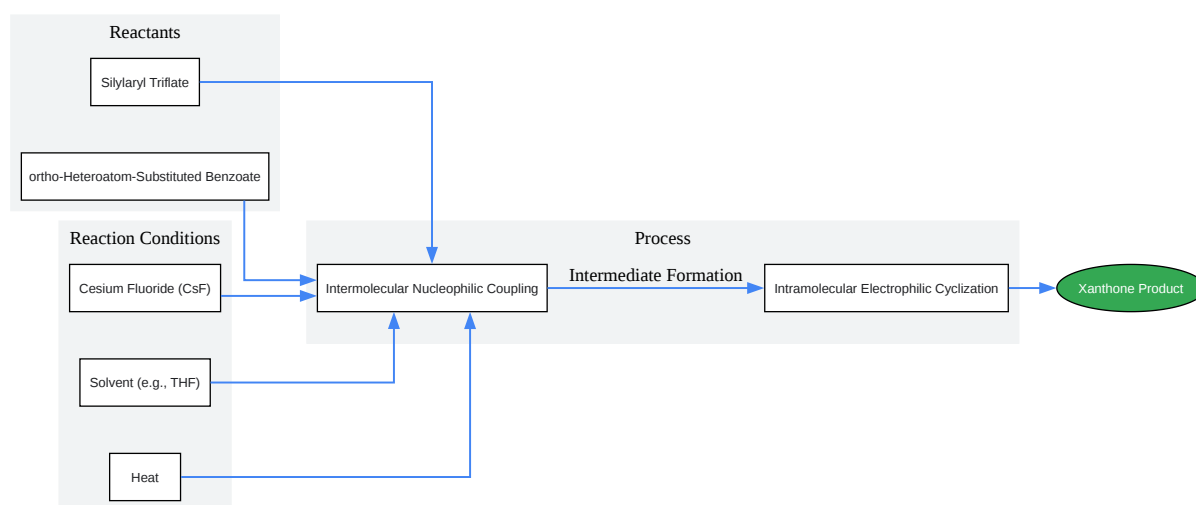 Reactants
Silylaryl Triflate
ortho-Heteroatom-Substituted Benzoate
Reaction Conditions
Cesium Fluoride (CsF)
Solvent (e.g., THF)
Heat
Process
Intermolecular Nucleophilic Coupling
Intermediate Formation
Intramolecular Electrophilic Cyclization
Xanthone Product